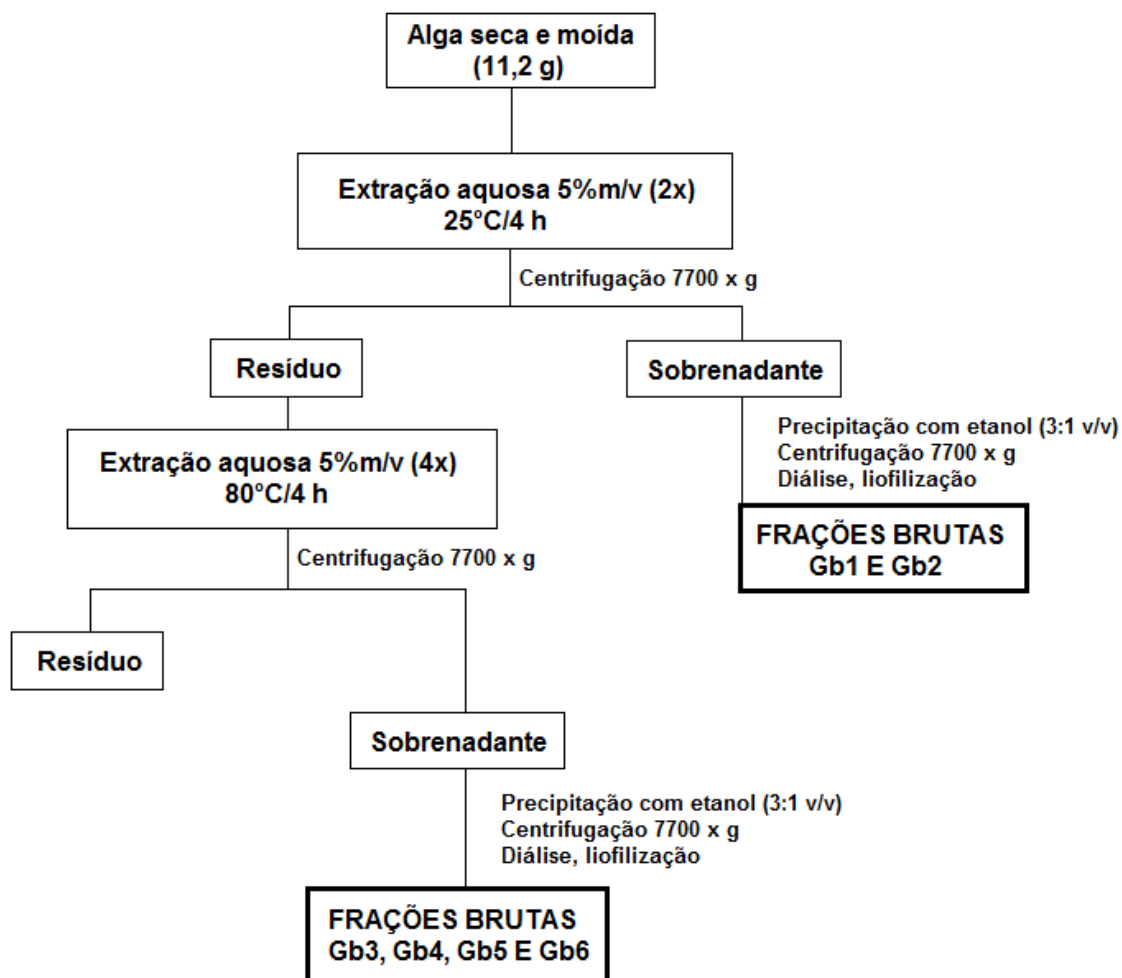 Alga seca e moída
(11,2 g)
Extração aquosa 5%m/v (2x)
25°C/4 h
Centrifugação 7700 x g
Resíduo
Sobrenadante
Precipitação com etanol (3:1 v/v)
Centrifugação 7700 x g
Diálise, liofilização
FRAÇÕES BRUTAS
Gb1 E Gb2
Extração aquosa 5%m/v (4x)
80°C/4 h
Centrifugação 7700 x g
Resíduo
Sobrenadante
Precipitação com etanol (3:1 v/v)
Centrifugação 7700 x g
Diálise, liofilização
FRAÇÕES BRUTAS
Gb3, Gb4, Gb5 E Gb6